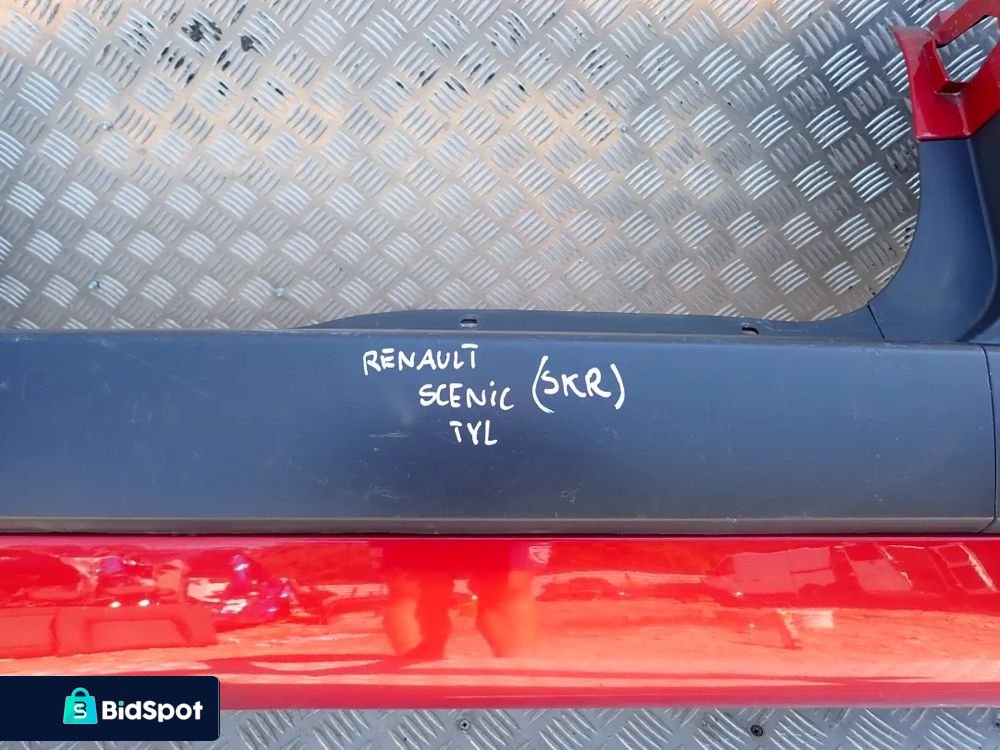 RENAULT
SCENIC (SKR)
TYL
BidSpot